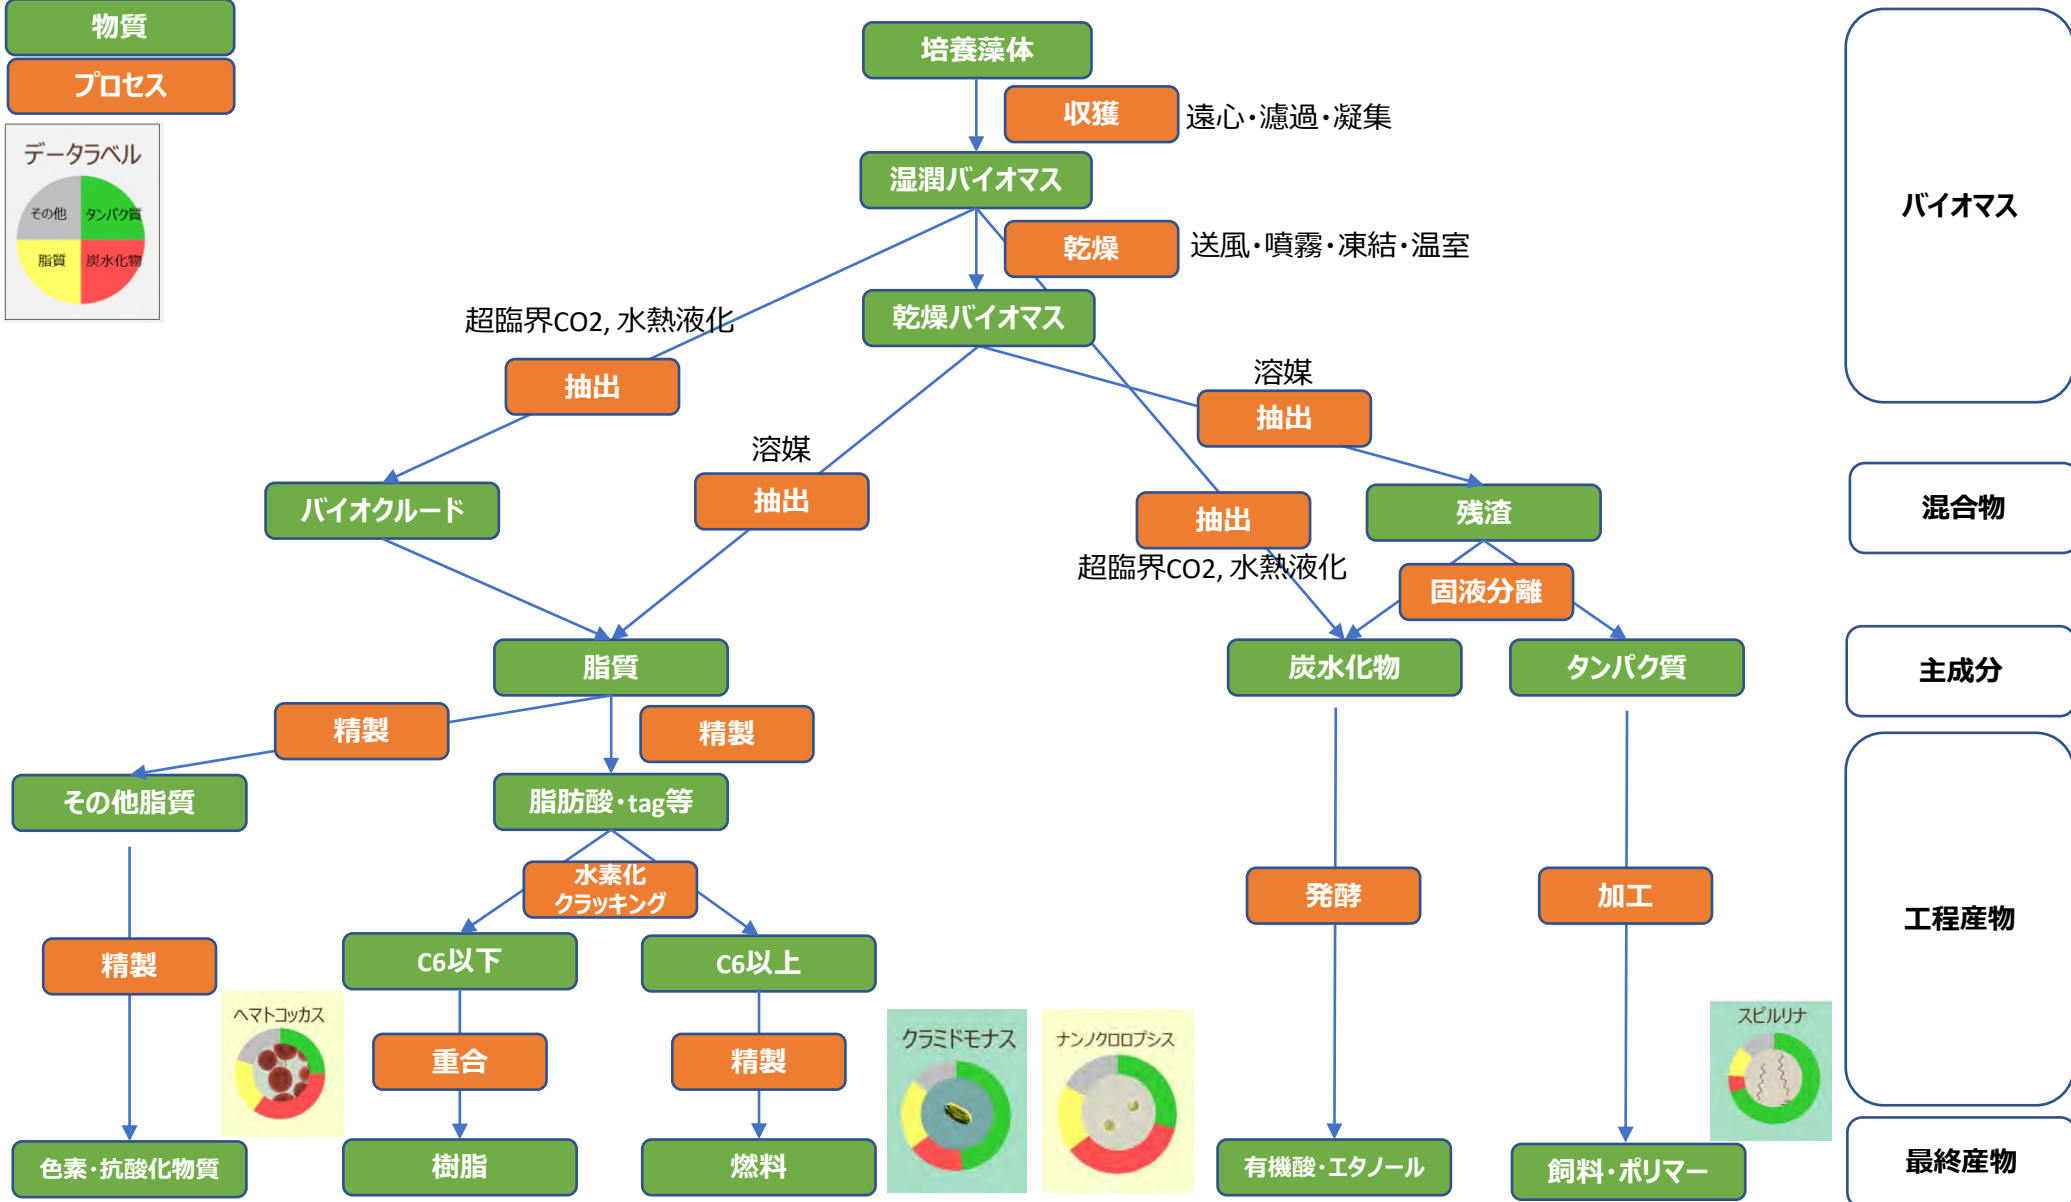 物質
プロセス
データラベル
その他
タンパク質
脂質
炭水化物
培養藻体
収獲
遠心・濾過・凝集
湿潤バイオマス
乾燥
送風・噴霧・凍結・温室
乾燥バイオマス
超臨界CO2, 水熱液化
抽出
溶媒
抽出
溶媒
抽出
バイオクルード
抽出
超臨界CO2, 水熱液化
残渣
固液分離
脂質
炭水化物
タンパク質
精製
精製
その他脂質
脂肪酸・tag等
水素化
クラッキング
発酵
加工
精製
C6以下
C6以上
ヘマトコッカス
重合
精製
クラミドモナス
ナンノクロロプシス
スピルリナ
色素・抗酸化物質
樹脂
燃料
有機酸・エタノール
飼料・ポリマー
バイオマス
混合物
主成分
工程産物
最終産物